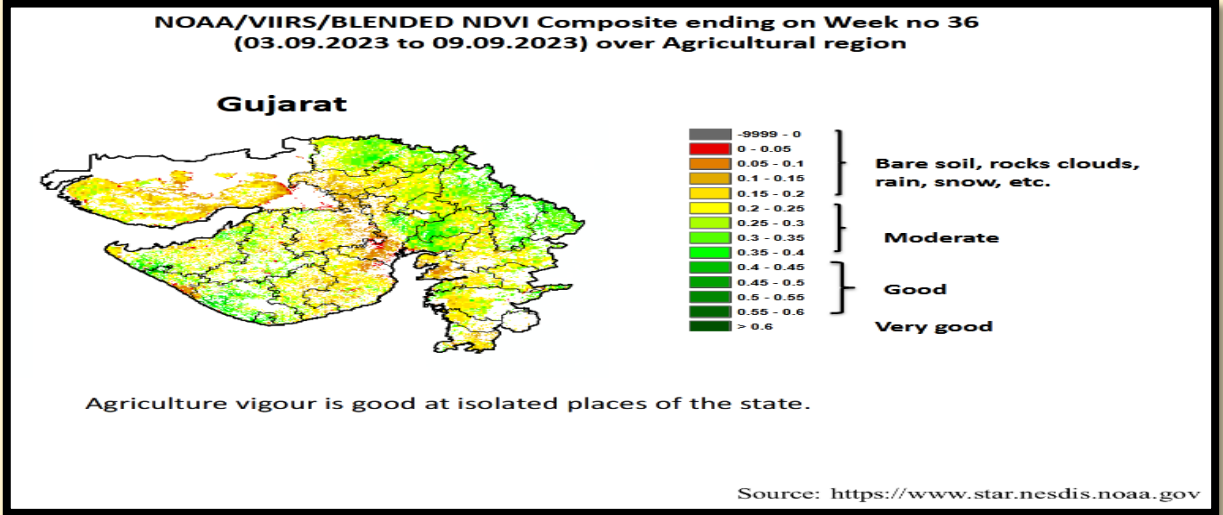 NOAA/VIIRS/BLENDED NDVI Composite ending on Week no 36
(03.09.2023 to 09.09.2023) over Agricultural region
Gujarat
-9999 - 0
0 - 0.05
0.05 - 0.1
0.1 - 0.15
0.15 - 0.2
0.2 - 0.25
0.25 - 0.3
0.3 - 0.35
0.35 - 0.4
0.4 - 0.45
0.45 - 0.5
0.5 - 0.55
0.55 - 0.6
> 0.6
Bare soil, rocks clouds,
rain, snow, etc.
Moderate
Good
Very good
Agriculture vigour is good at isolated places of the state.
Source: https://www.star.nesdis.noaa.gov